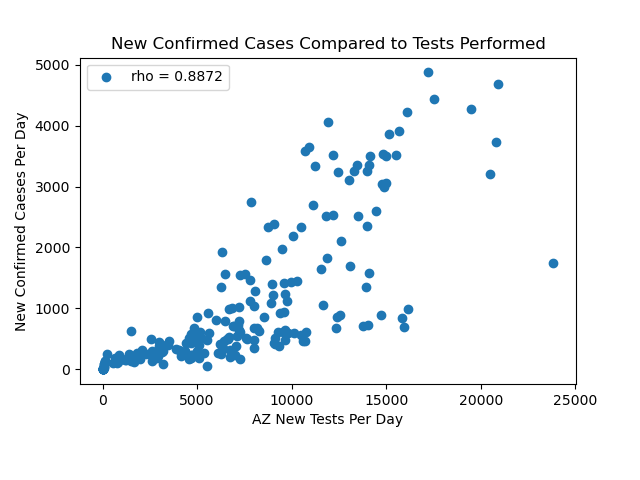 New Confirmed Cases Compared to Tests Performed
rho = 0.8872
New Confirmed Caeses Per Day
5000
4000
3000
2000
1000
0
0 5000 10000 15000 20000 25000
AZ New Tests Per Day